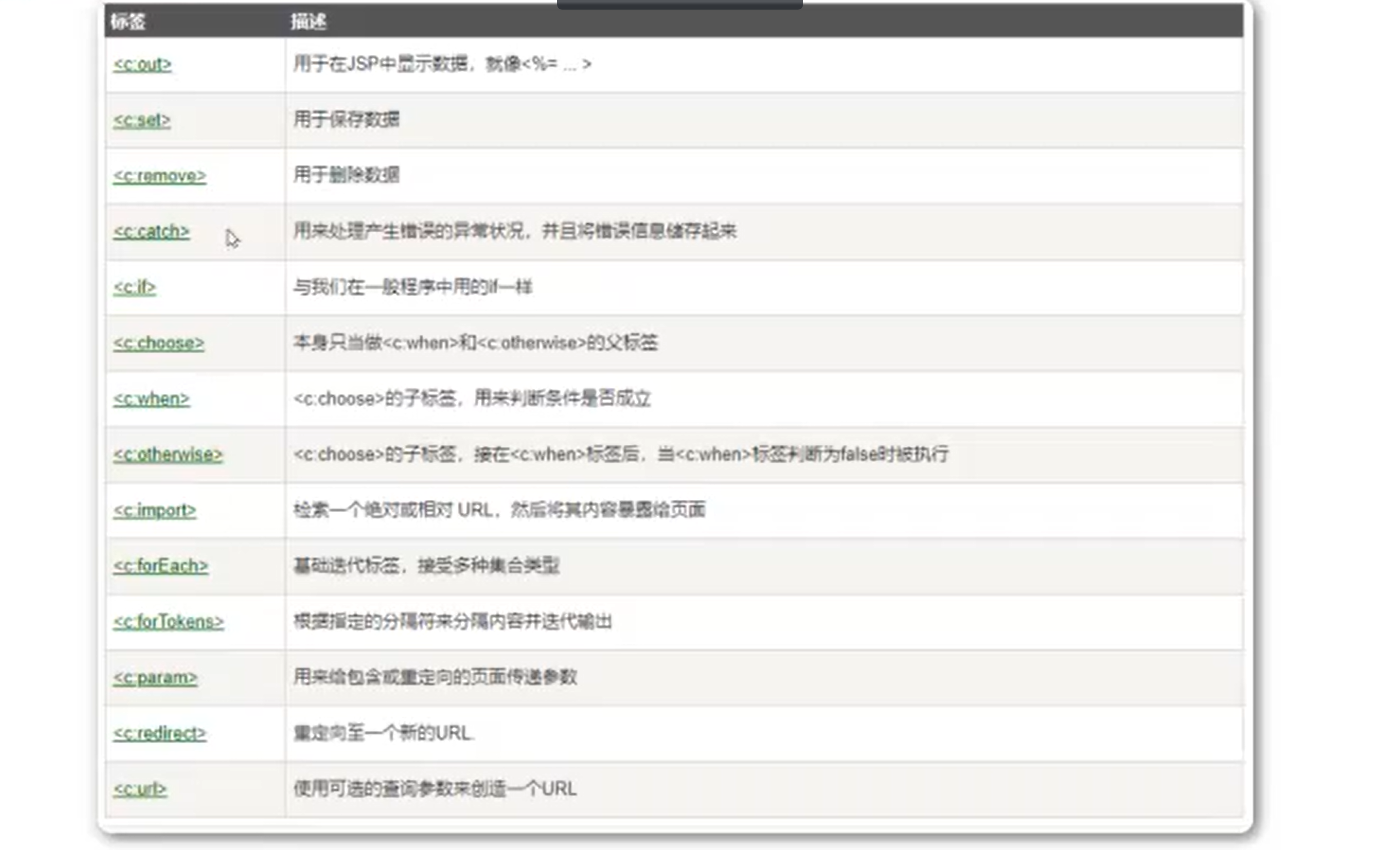 标签 描述
<c:out> 用于在JSP中显示数据，就像<%= ... >
<c:set> 用于保存数据
<c:remove> 用于删除数据
<c:catch> 用来处理产生错误的异常状况，并且将错误信息储存起来
<c:if> 与我们在一般程序中用的if一样
<c:choose> 本身只当做<c:when>和<c:otherwise>的父标签
<c:when> <c:choose>的子标签，用来判断条件是否成立
<c:otherwise> <c:choose>的子标签，接在<c:when>标签后，当<c:when>标签判断为false时被执行
<c:import> 检索一个绝对或相对 URL，然后将其内容暴露给页面
<c:forEach> 基础迭代标签，接受多种集合类型
<c:forTokens> 根据指定的分隔符来分隔内容并迭代输出
<c:param> 用来给包含或重定向的页面传递参数
<c:redirect> 重定向至一个新的URL.
<c:url> 使用可选的查询参数来创造一个URL